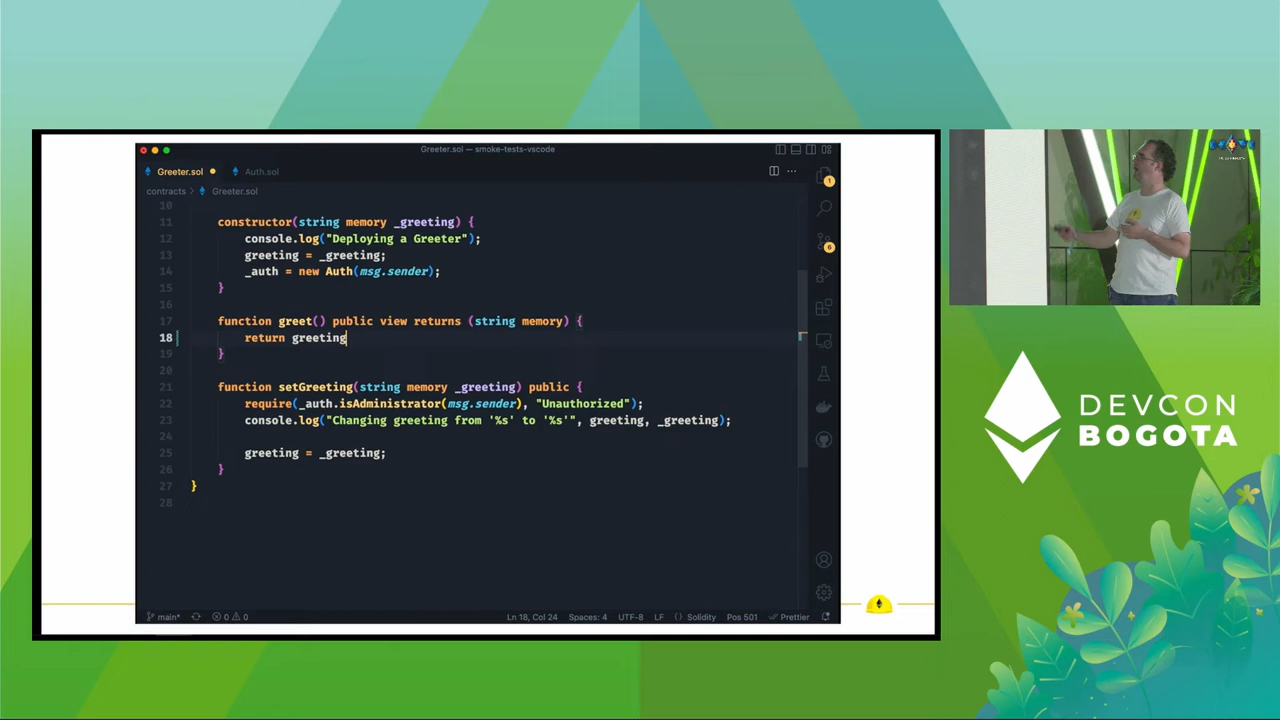 Greeter.sol — smoke-tests-vscode
Greeter.sol
Auth.sol
contracts > Greeter.sol
10
11 constructor(string memory _greeting) {
12 console.log("Deploying a Greeter");
13 greeting = _greeting;
14 _auth = new Auth(msg.sender);
15 }
16
17 function greet() public view returns (string memory) {
18 return greeting
19 }
20
21 function setGreeting(string memory _greeting) public {
22 require(_auth.isAdministrator(msg.sender), "Unauthorized");
23 console.log("Changing greeting from '%s' to '%s'", greeting, _greeting);
24
25 greeting = _greeting;
26 }
27 }
28
1
6
main* 0 0 Ln 18, Col 24 Spaces: 4 UTF-8 LF {} Solidity Pos 501 Prettier
DEVCON
BOGOTA